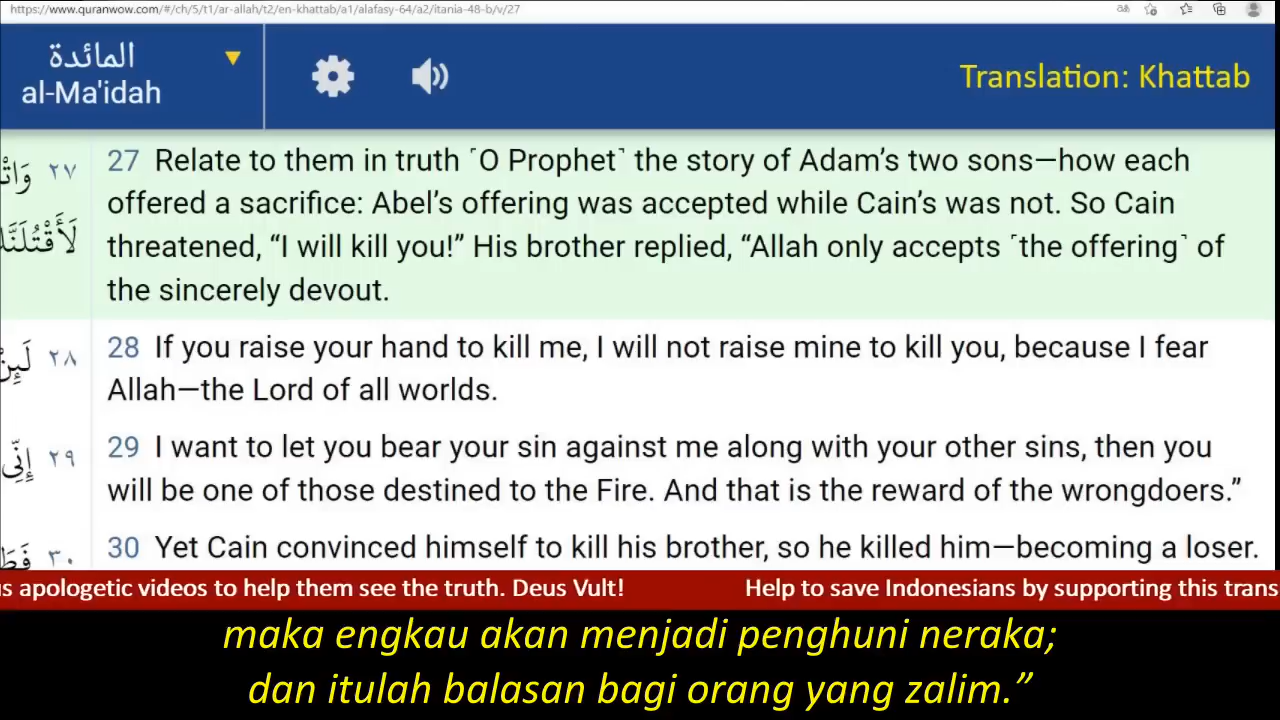 https://www.quranwow.com/#/ch/5/t1/ar-allah/t2/en-khattab/a1/alafasy-64/a2/itania-48-b/v/27
المائدة
al-Ma'idah
Translation: Khattab
٢٧
27 Relate to them in truth ˹O Prophet˺ the story of Adam’s two sons—how each
offered a sacrifice: Abel’s offering was accepted while Cain’s was not. So Cain
threatened, “I will kill you!” His brother replied, “Allah only accepts ˹the offering˺ of
the sincerely devout.
٢٨
28 If you raise your hand to kill me, I will not raise mine to kill you, because I fear
Allah—the Lord of all worlds.
٢٩ إِنِّي
29 I want to let you bear your sin against me along with your other sins, then you
will be one of those destined to the Fire. And that is the reward of the wrongdoers.”
٣٠
30 Yet Cain convinced himself to kill his brother, so he killed him—becoming a loser.
s apologetic videos to help them see the truth. Deus Vult! Help to save Indonesians by supporting this trans
maka engkau akan menjadi penghuni neraka;
dan itulah balasan bagi orang yang zalim.”